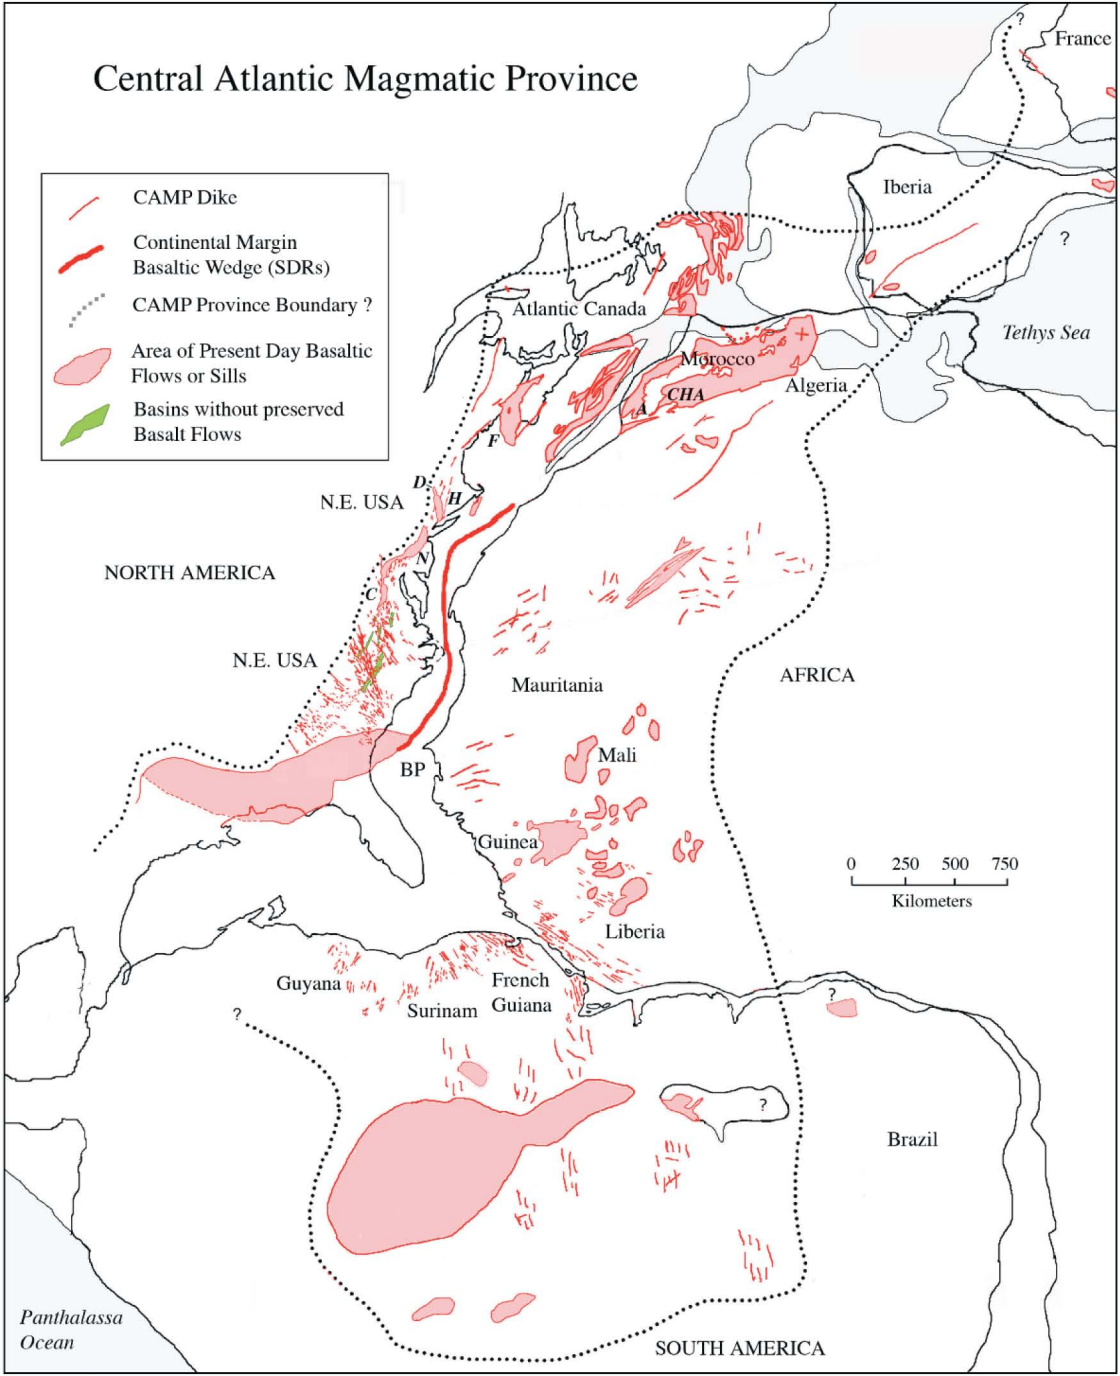 ?
France
Central Atlantic Magmatic Province
CAMP Dike
Continental Margin
Basaltic Wedge (SDRs)
CAMP Province Boundary ?
Area of Present Day Basaltic
Flows or Sills
Basins without preserved
Basalt Flows
Iberia
?
Tethys Sea
Atlantic Canada
Morocco
Algeria
CHA
A
F
D
H
N.E. USA
N
NORTH AMERICA
C
N.E. USA
AFRICA
Mauritania
Mali
BP
Guinea
0 250 500 750
Kilometers
Liberia
Guyana
Surinam
French
Guiana
?
?
?
Brazil
Panthalassa
Ocean
SOUTH AMERICA